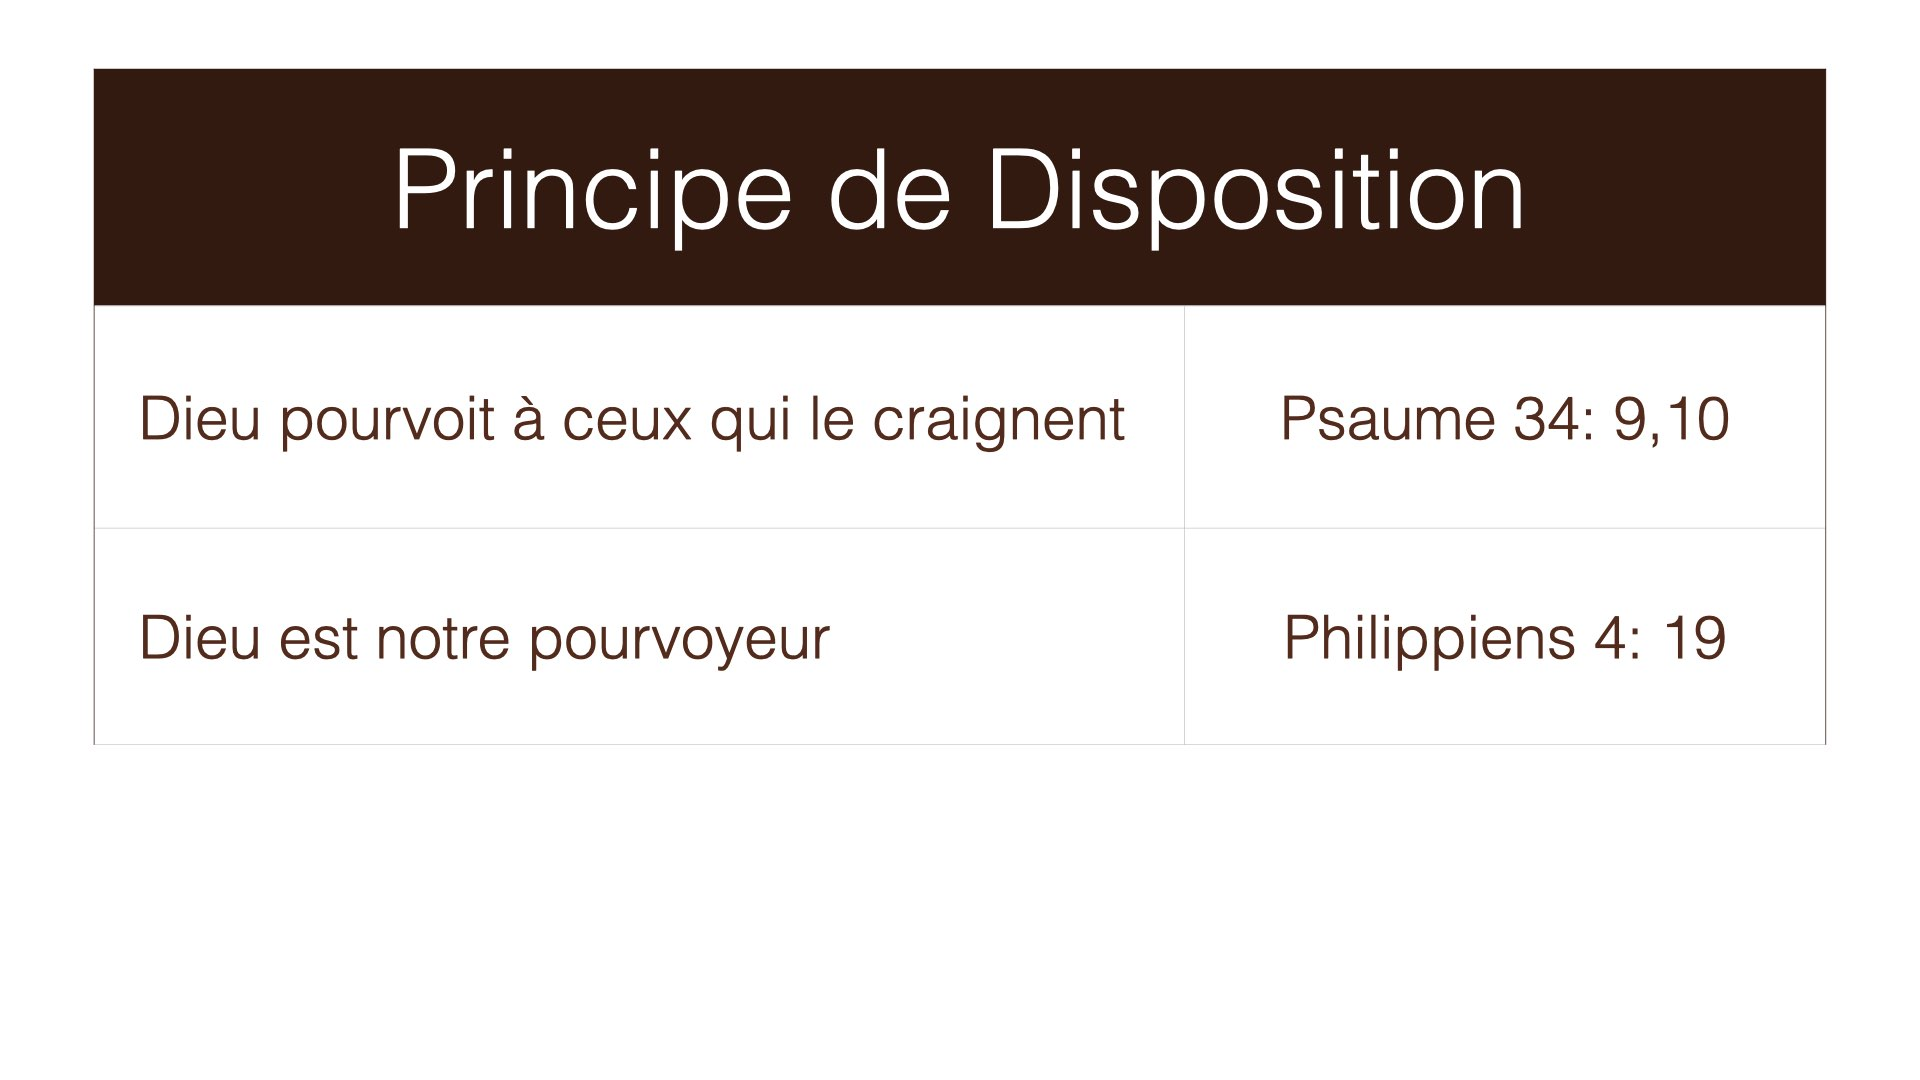 Principe de Disposition
Dieu pourvoit à ceux qui le craignent
Psaume 34: 9,10
Dieu est notre pourvoyeur
Philippiens 4: 19